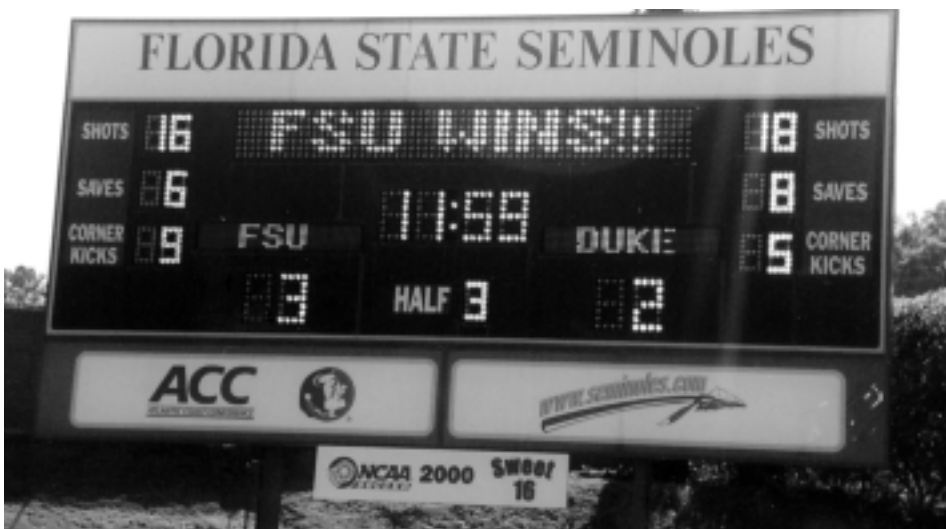 FLORIDA STATE SEMINOLES
SHOTS 16 FSU WINS!!! 18 SHOTS
SAVES 6 11:59 8 SAVES
CORNER KICKS 9 FSU DUKE 5 CORNER KICKS
3 HALF 3 2
ACC
www.seminoles.com
NCAA 2000 Sweet 16